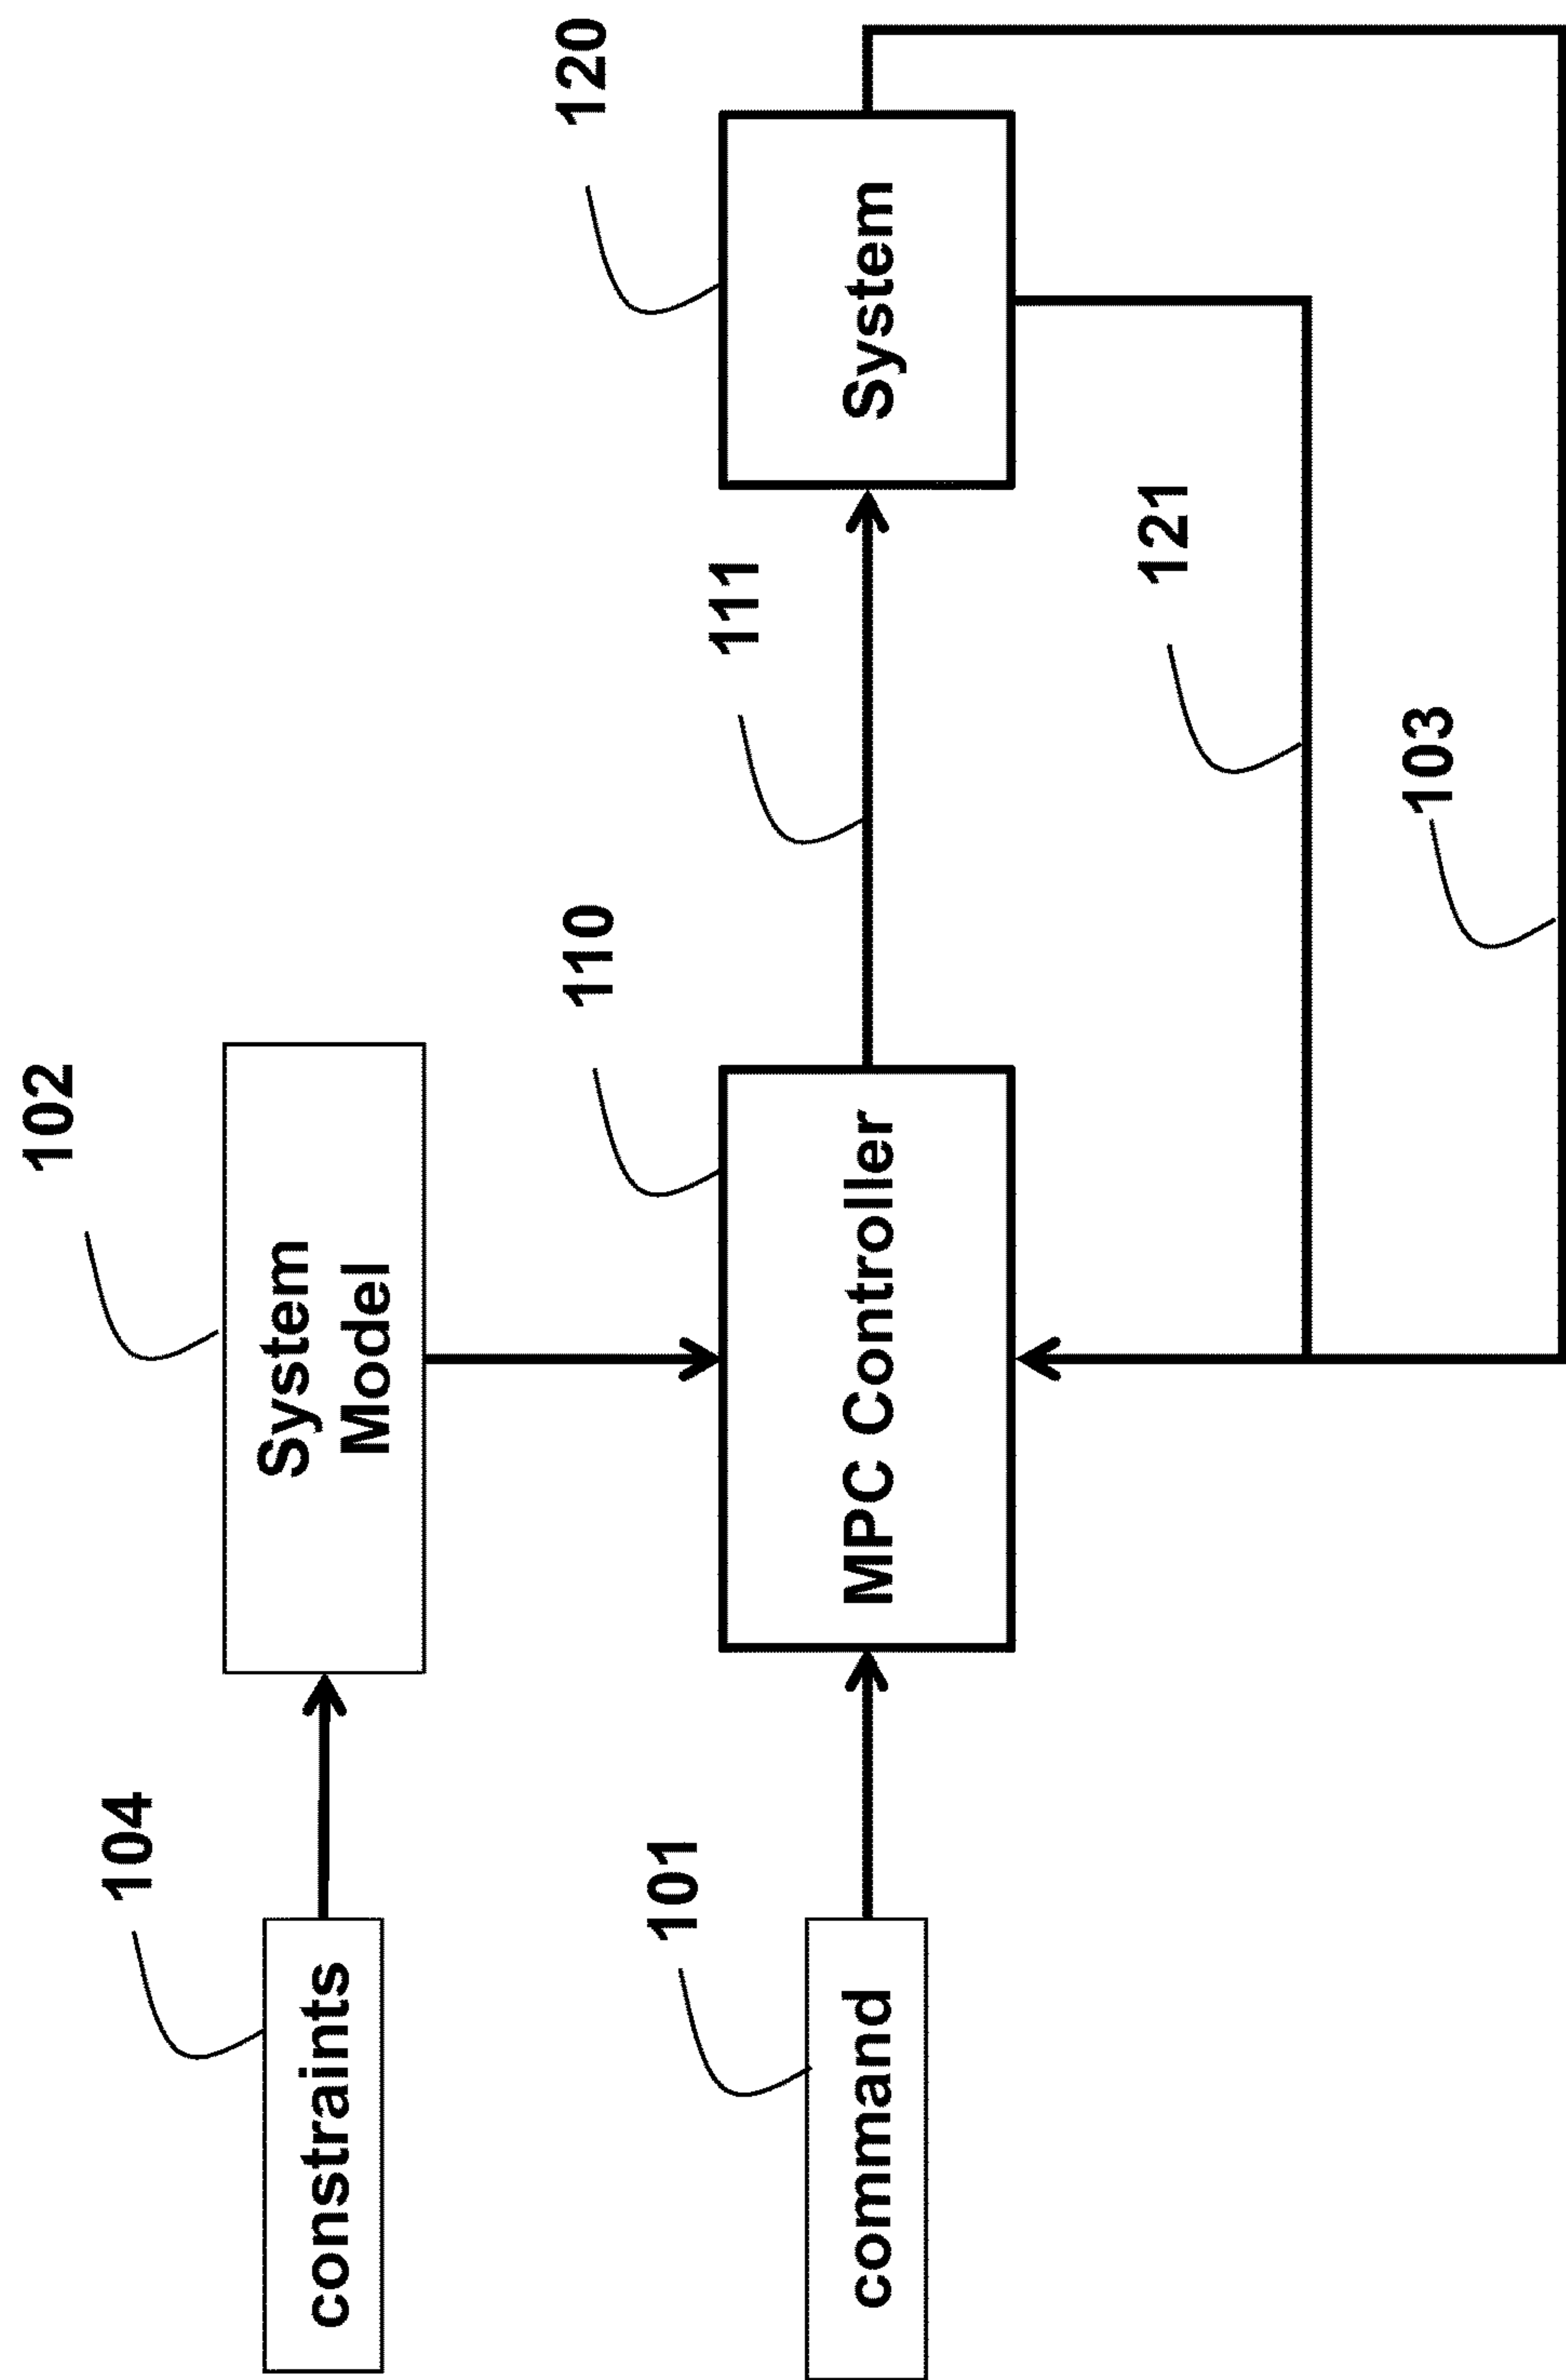 102
104
System
Model
constraints
110
120
111
101
MPC Controller
System
command
121
103